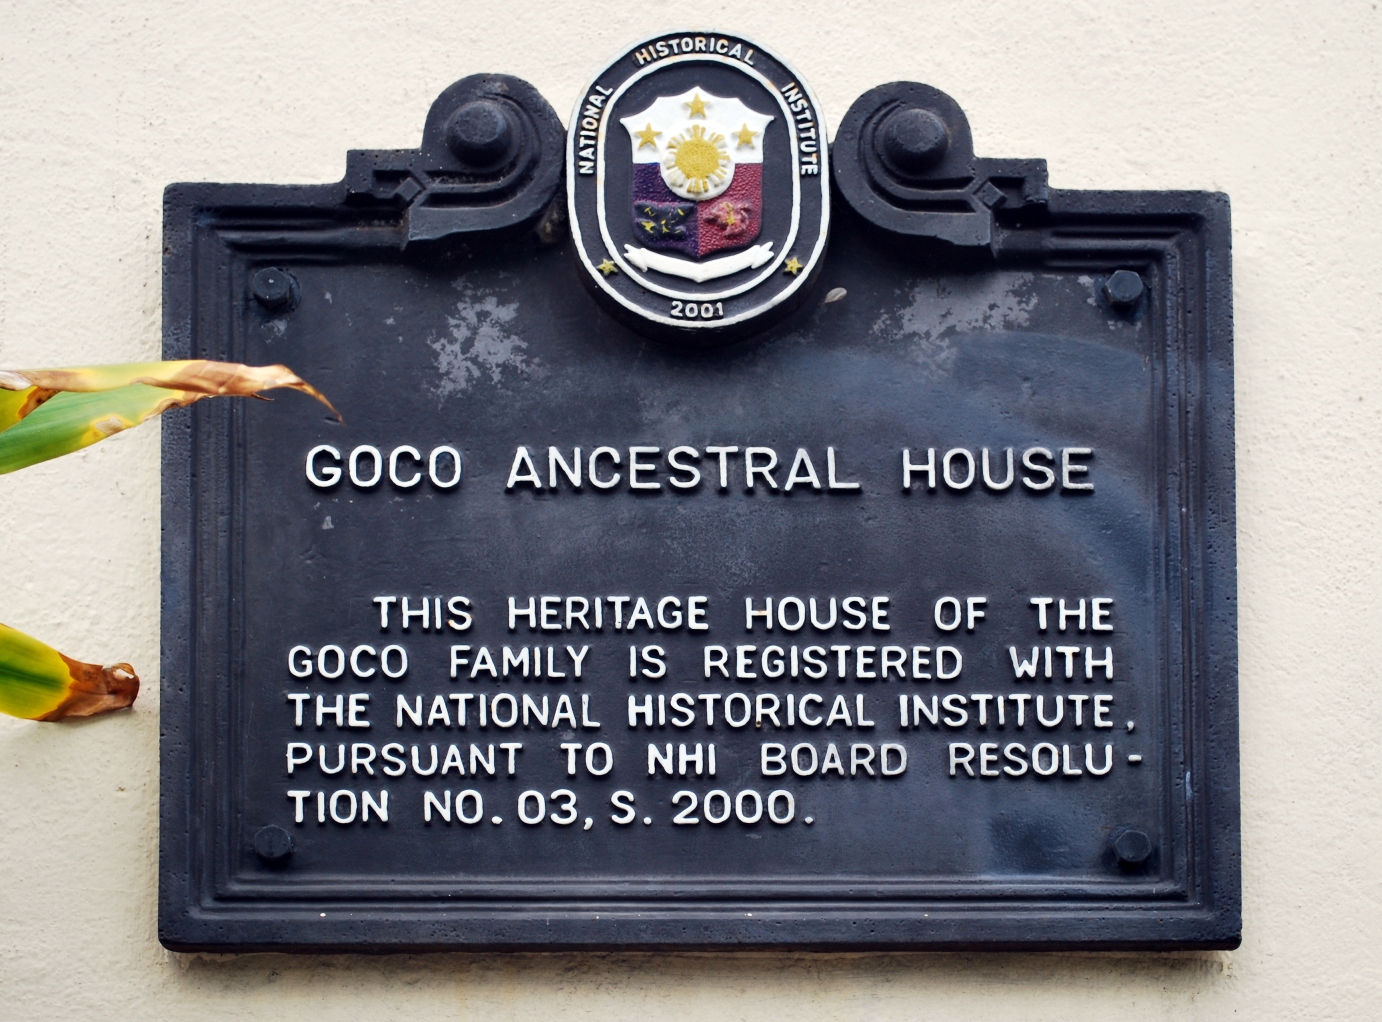 NATIONAL HISTORICAL INSTITUTE
2001
GOCO ANCESTRAL HOUSE
THIS HERITAGE HOUSE OF THE
GOCO FAMILY IS REGISTERED WITH
THE NATIONAL HISTORICAL INSTITUTE,
PURSUANT TO NHI BOARD RESOLU-
TION NO. 03, S. 2000.